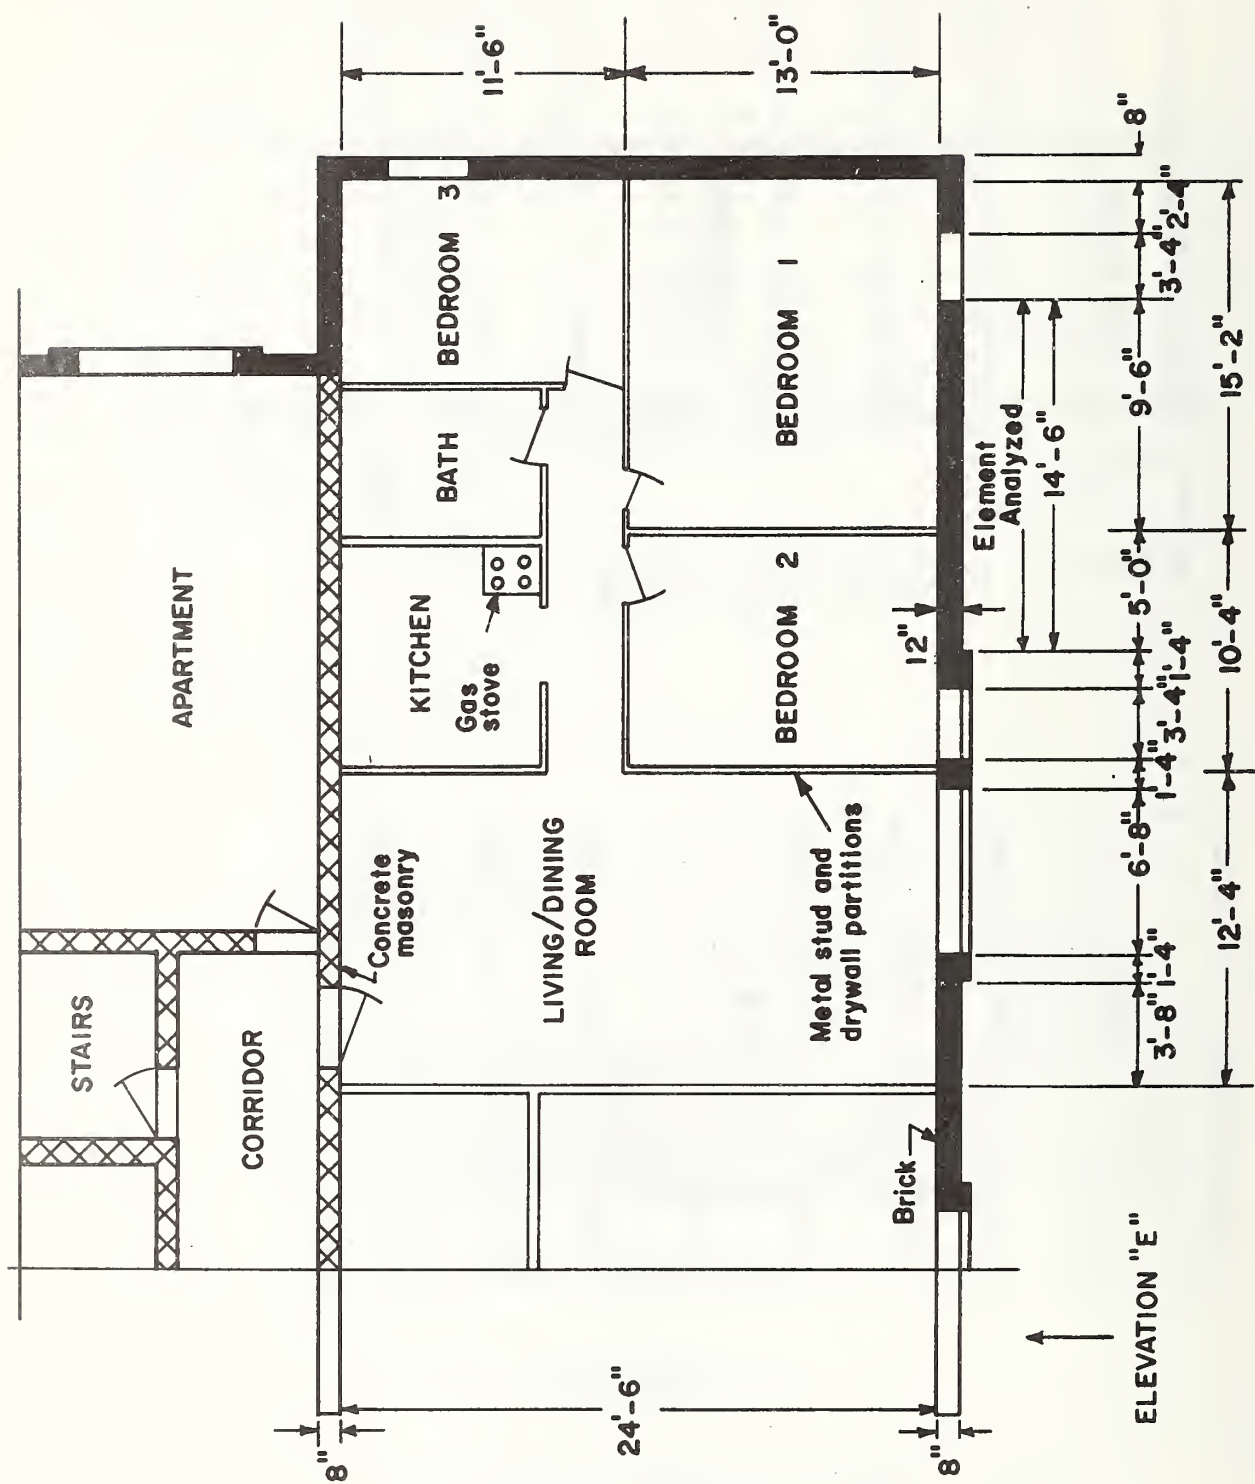 11'-6"
13'-0"
8"
BEDROOM 3
BATH
BEDROOM 1
APARTMENT
KITCHEN
Gas
stove
BEDROOM 2
12"
Element
Analyzed
14'-6"
2'-4"
3'-4"
9'-6"
5'-0"
1'-4"
3'-4"
1'-4"
6'-8"
1'-4"
3'-8"
15'-2"
10'-4"
12'-4"
Concrete
masonry
LIVING/DINING
ROOM
Metal stud and
drywall partitions
STAIRS
CORRIDOR
Brick
8"
24'-6"
8"
ELEVATION "E"